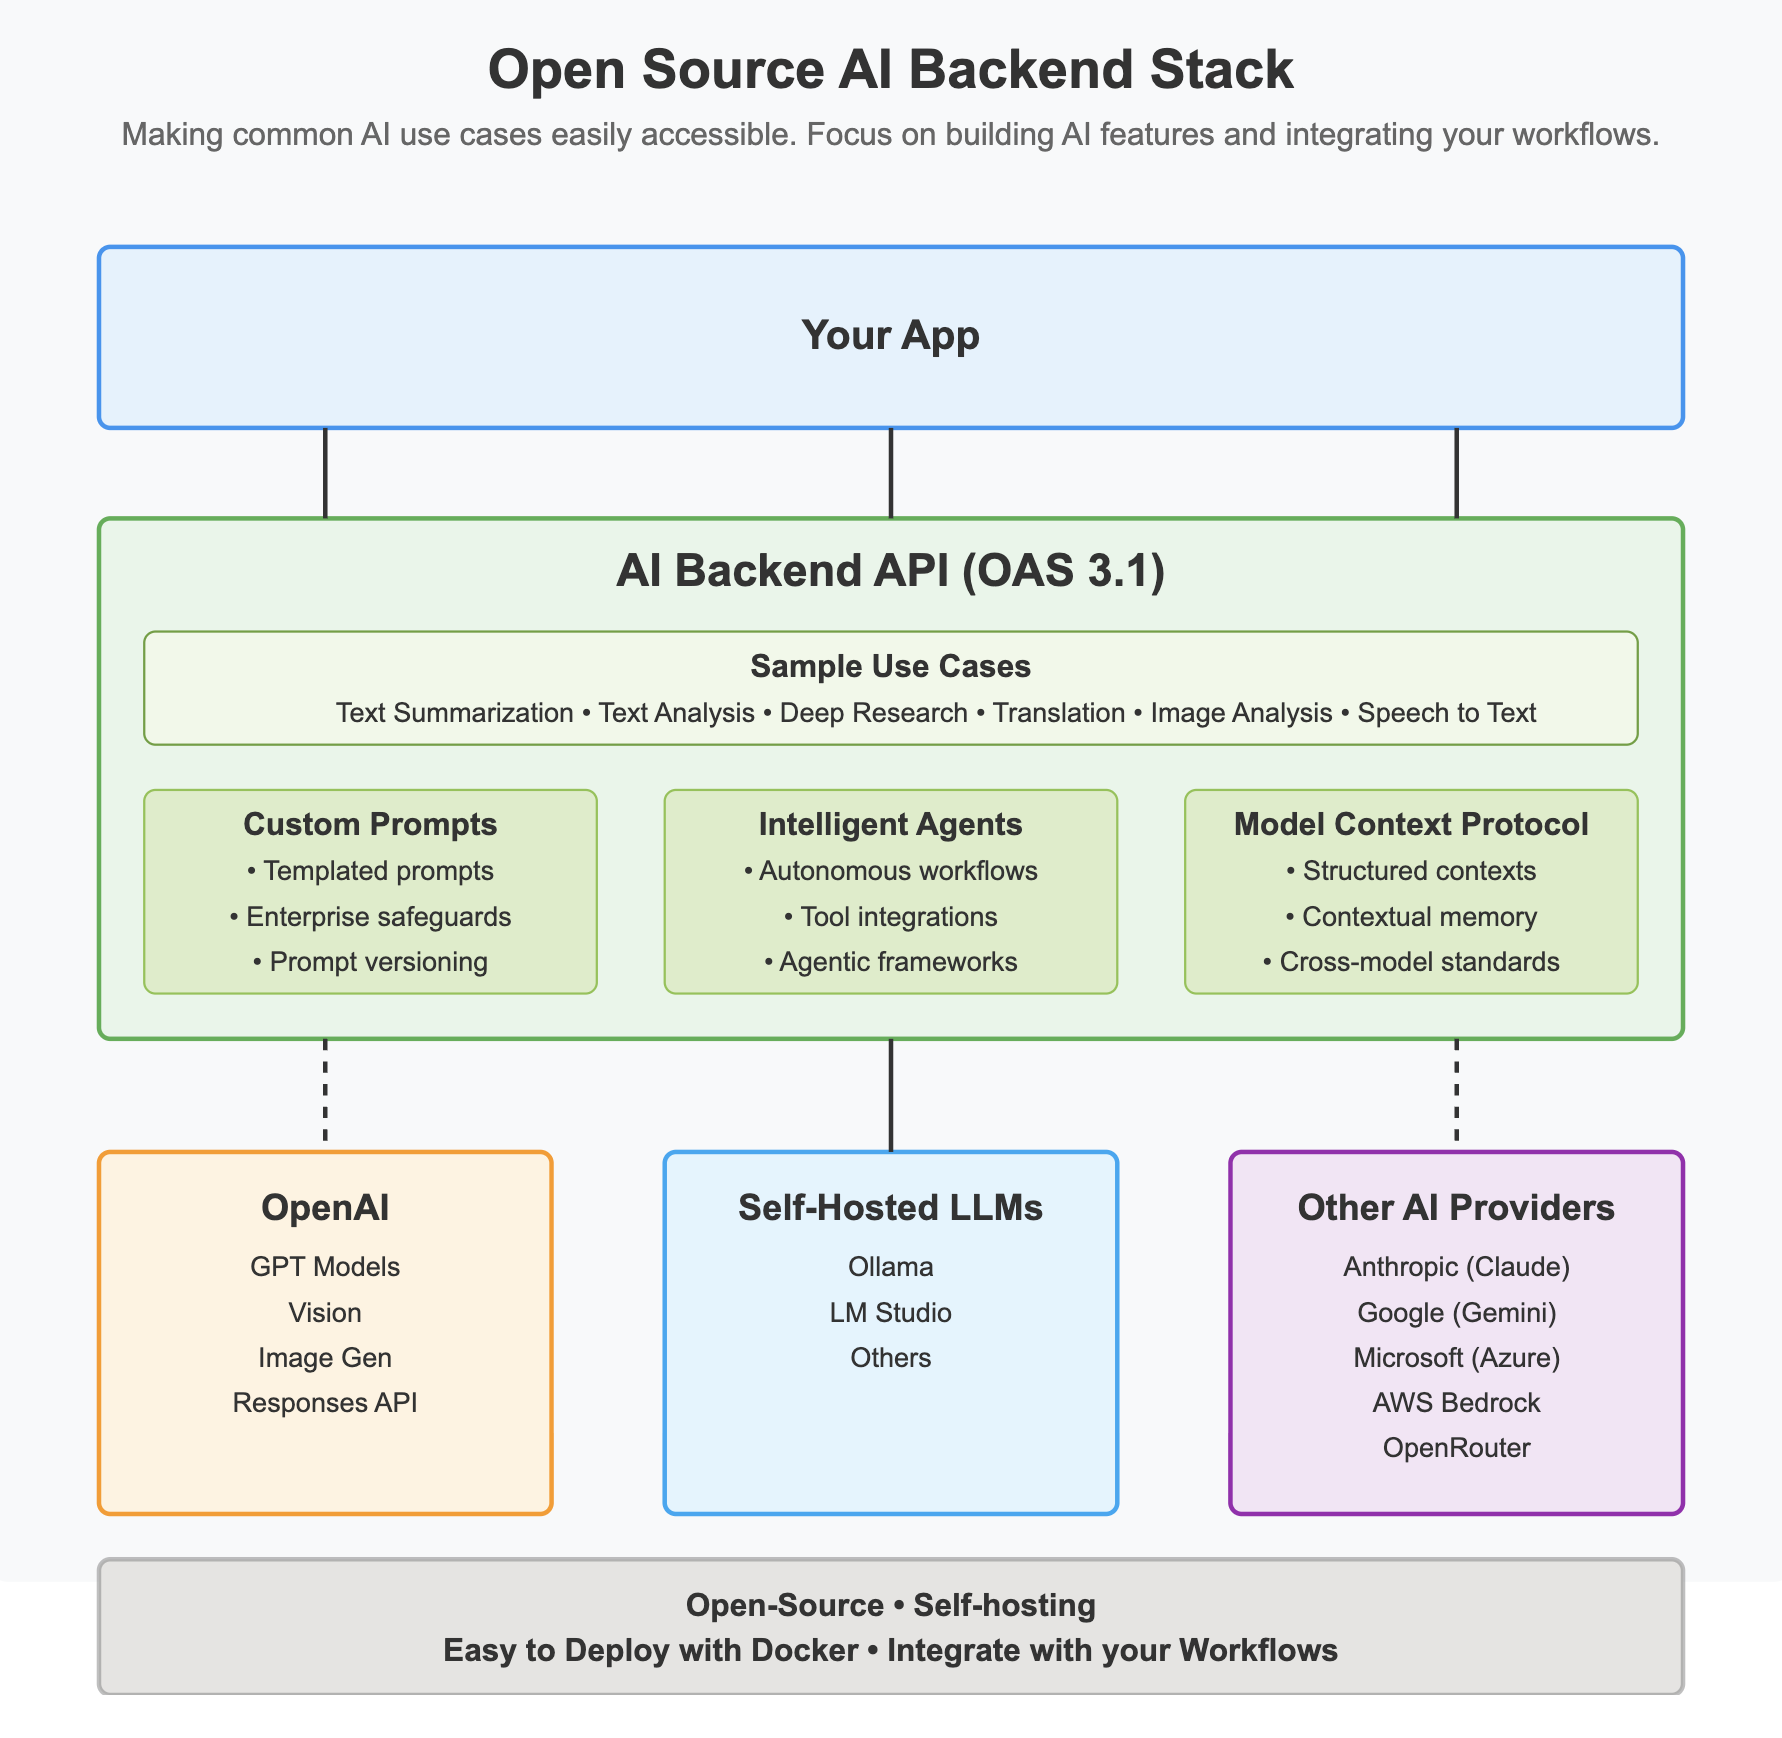 Open Source AI Backend Stack
Making common AI use cases easily accessible. Focus on building AI features and integrating your workflows.
Your App
AI Backend API (OAS 3.1)
Sample Use Cases
Text Summarization • Text Analysis • Deep Research • Translation • Image Analysis • Speech to Text
Custom Prompts
• Templated prompts
• Enterprise safeguards
• Prompt versioning
Intelligent Agents
• Autonomous workflows
• Tool integrations
• Agentic frameworks
Model Context Protocol
• Structured contexts
• Contextual memory
• Cross-model standards
OpenAI
GPT Models
Vision
Image Gen
Responses API
Self-Hosted LLMs
Ollama
LM Studio
Others
Other AI Providers
Anthropic (Claude)
Google (Gemini)
Microsoft (Azure)
AWS Bedrock
OpenRouter
Open-Source • Self-hosting
Easy to Deploy with Docker • Integrate with your Workflows